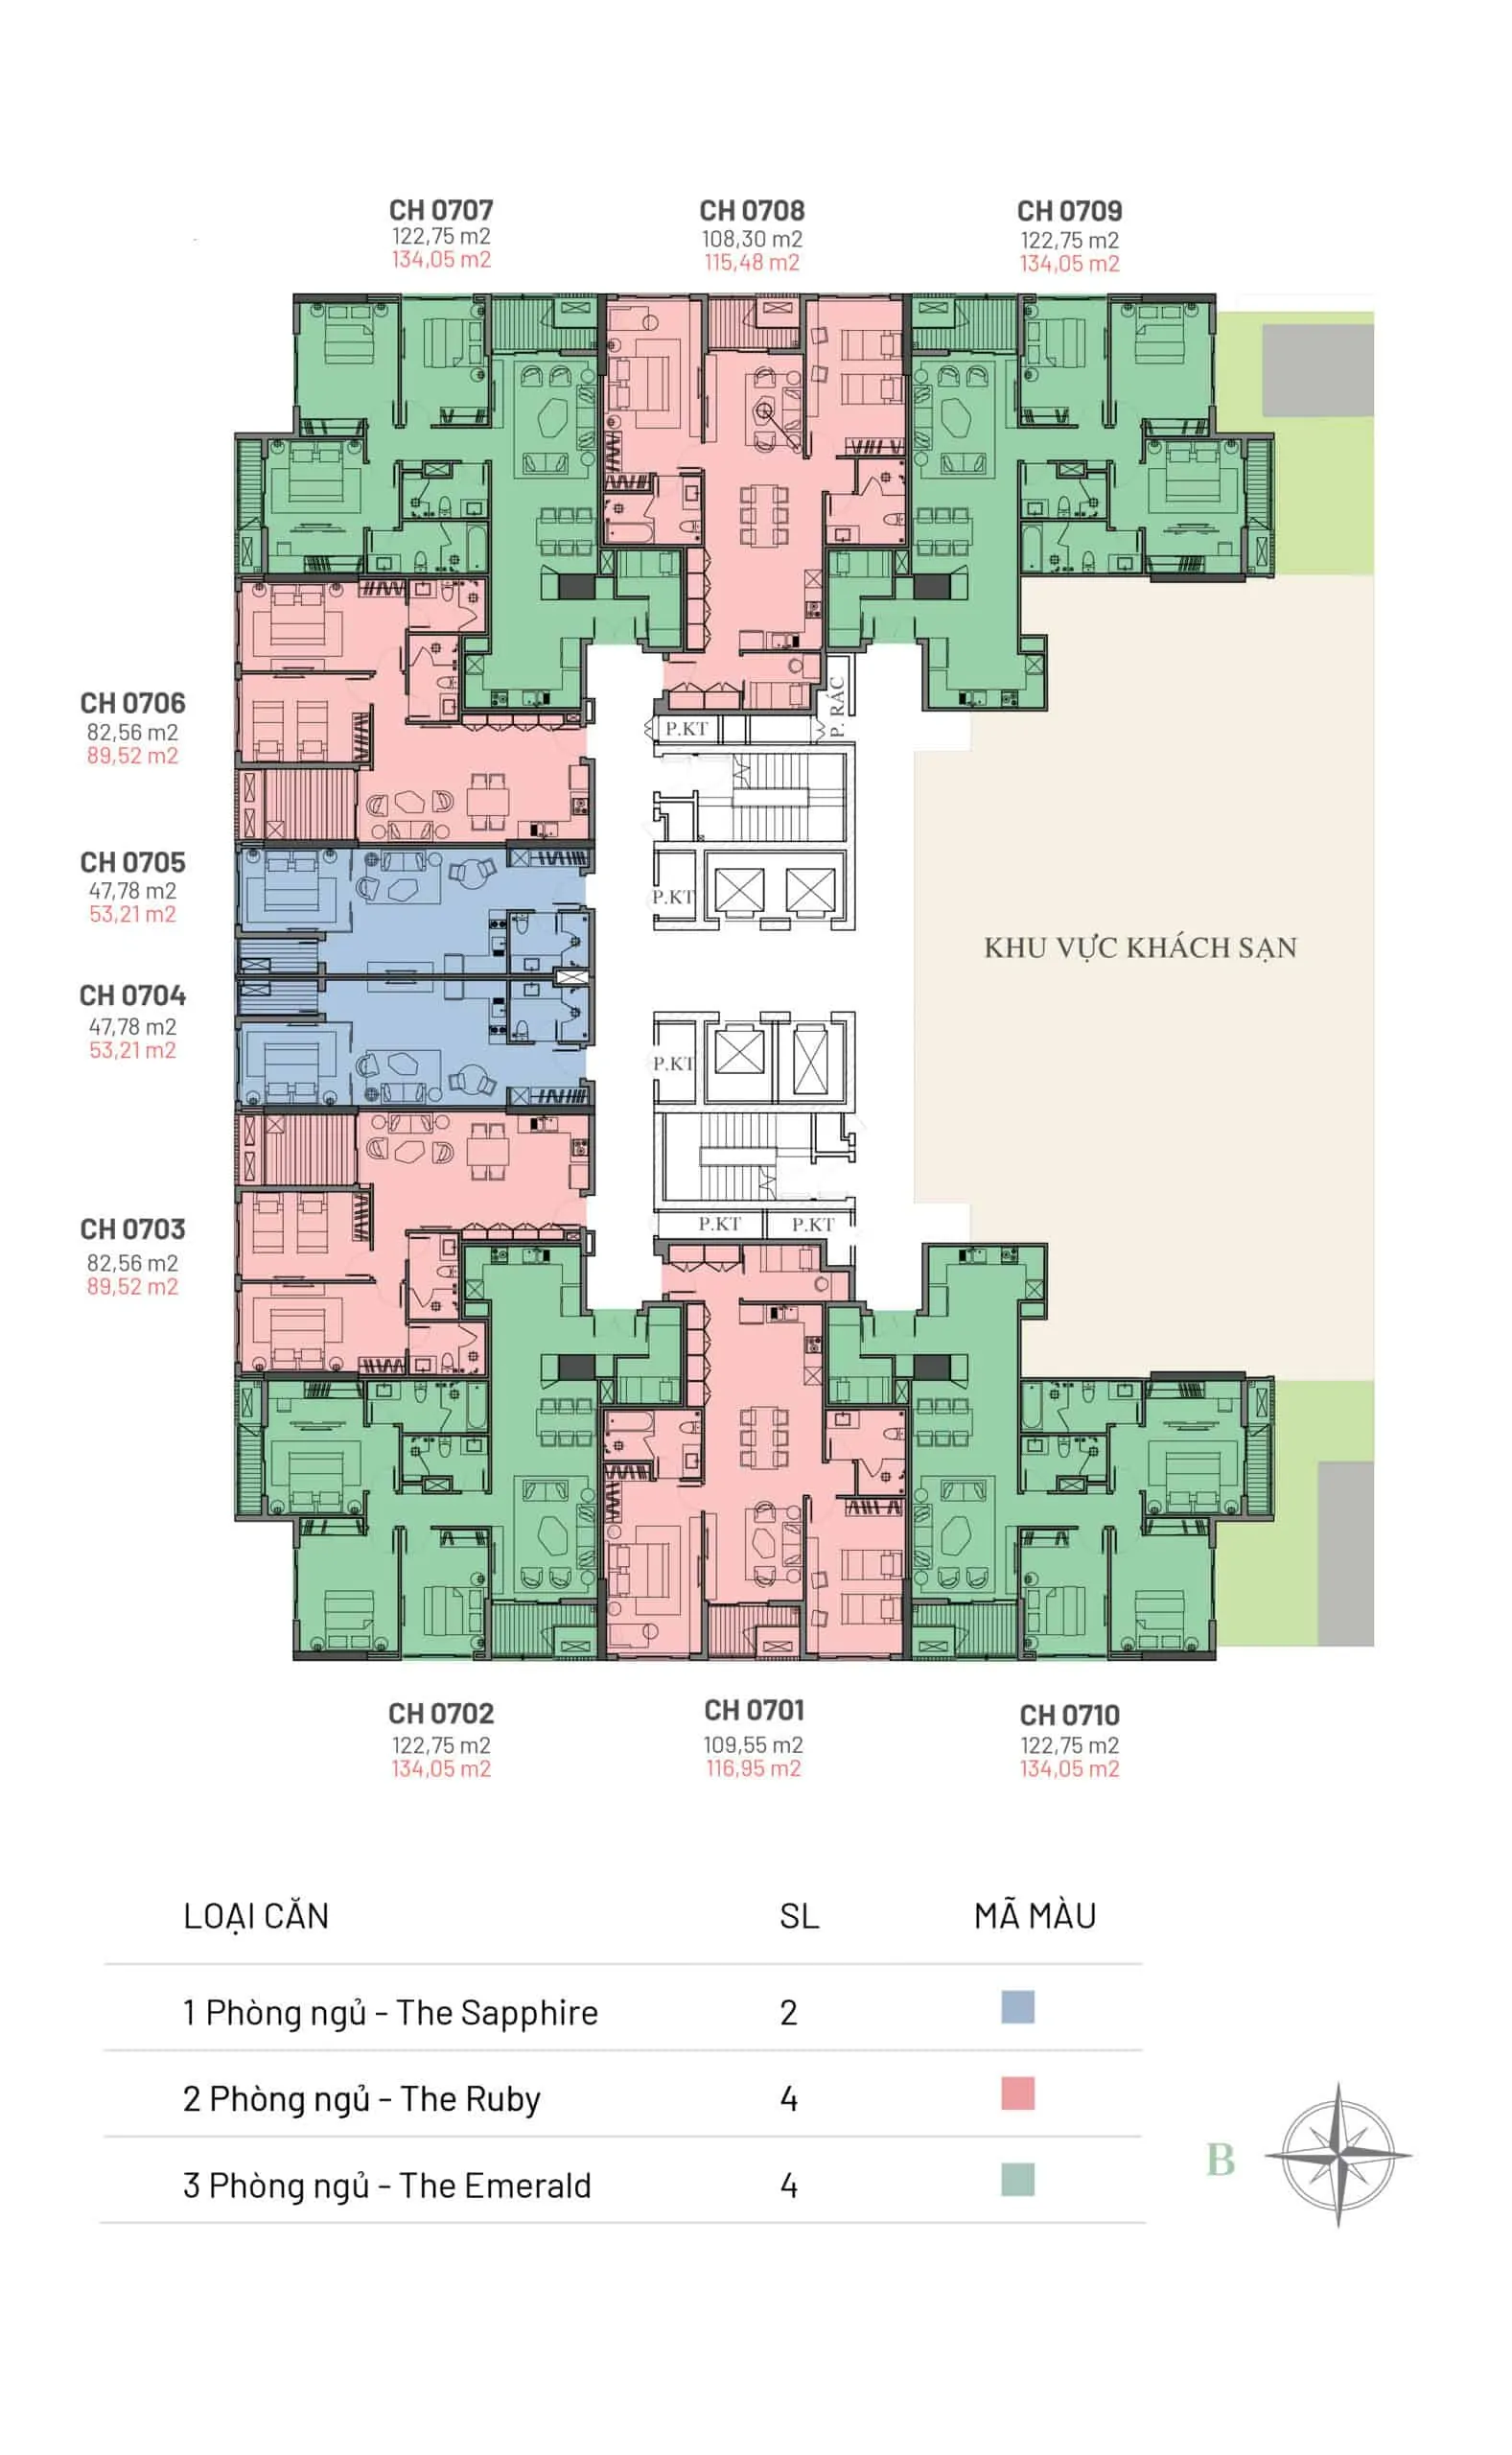 CH 0707
122,75 m2
134,05 m2
CH 0708
108,30 m2
115,48 m2
CH 0709
122,75 m2
134,05 m2
CH 0706
82,56 m2
89,52 m2
P.KT
P. RÁC
CH 0705
47,78 m2
53,21 m2
P.KT
KHU VỰC KHÁCH SẠN
CH 0704
47,78 m2
53,21 m2
P.KT
CH 0703
82,56 m2
89,52 m2
P.KT
P.KT
CH 0702
122,75 m2
134,05 m2
CH 0701
109,55 m2
116,95 m2
CH 0710
122,75 m2
134,05 m2
LOẠI CĂN SL MÃ MÀU
1 Phòng ngủ - The Sapphire 2
2 Phòng ngủ - The Ruby 4
3 Phòng ngủ - The Emerald 4
B